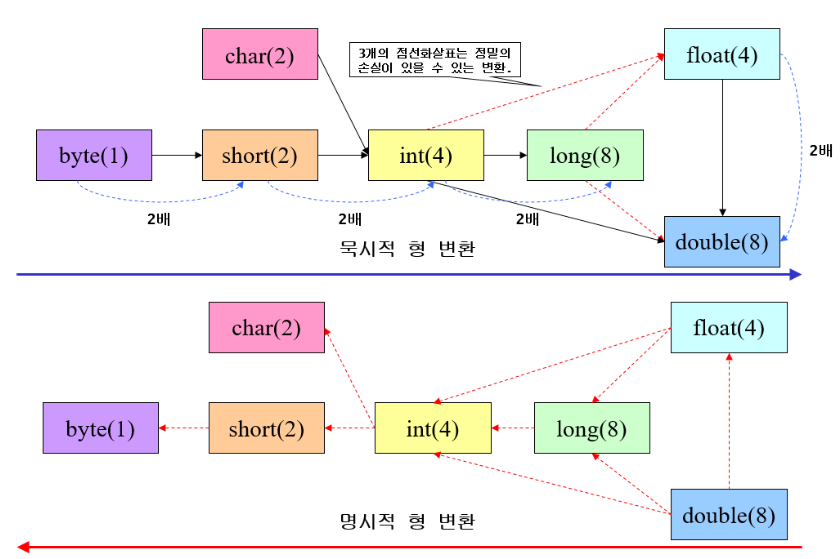 char(2)
3개의 점선화살표는 정밀의
손실이 있을 수 있는 변환.
float(4)
byte(1)
short(2)
int(4)
long(8)
2배
2배
2배
2배
double(8)
묵시적 형 변환
char(2)
float(4)
byte(1)
short(2)
int(4)
long(8)
double(8)
명시적 형 변환